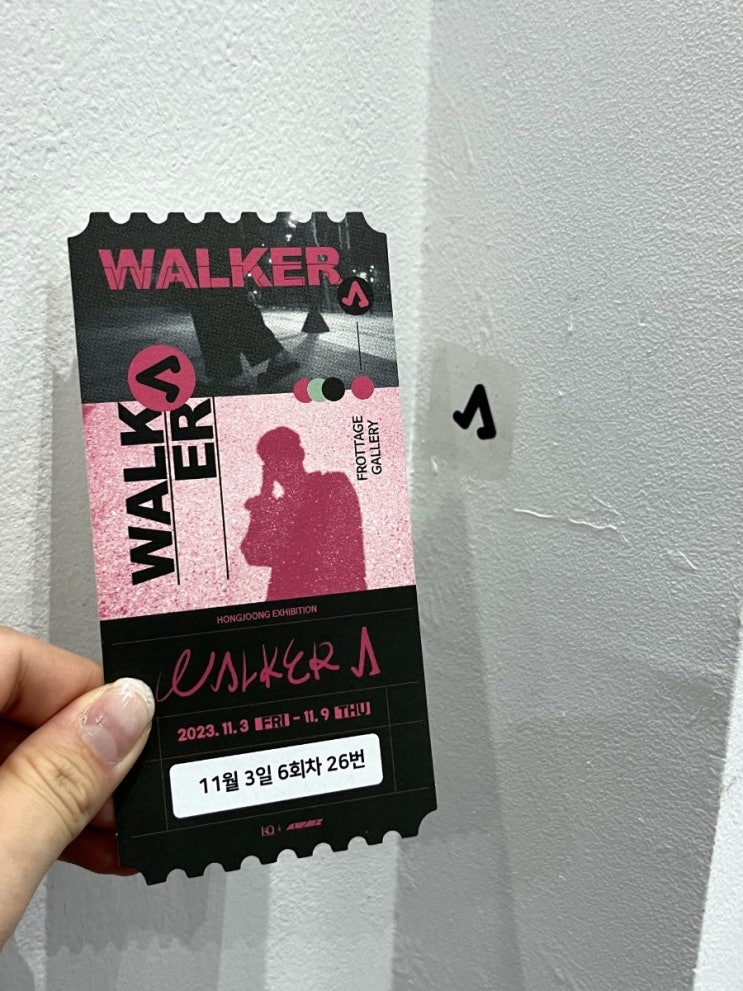 WALKER
WALK
ER
FROTTAGE
GALLERY
HONGJOONG EXHIBITION
WALKER
2023. 11. 3 FRI - 11. 9 THU
11월 3일 6회차 26번